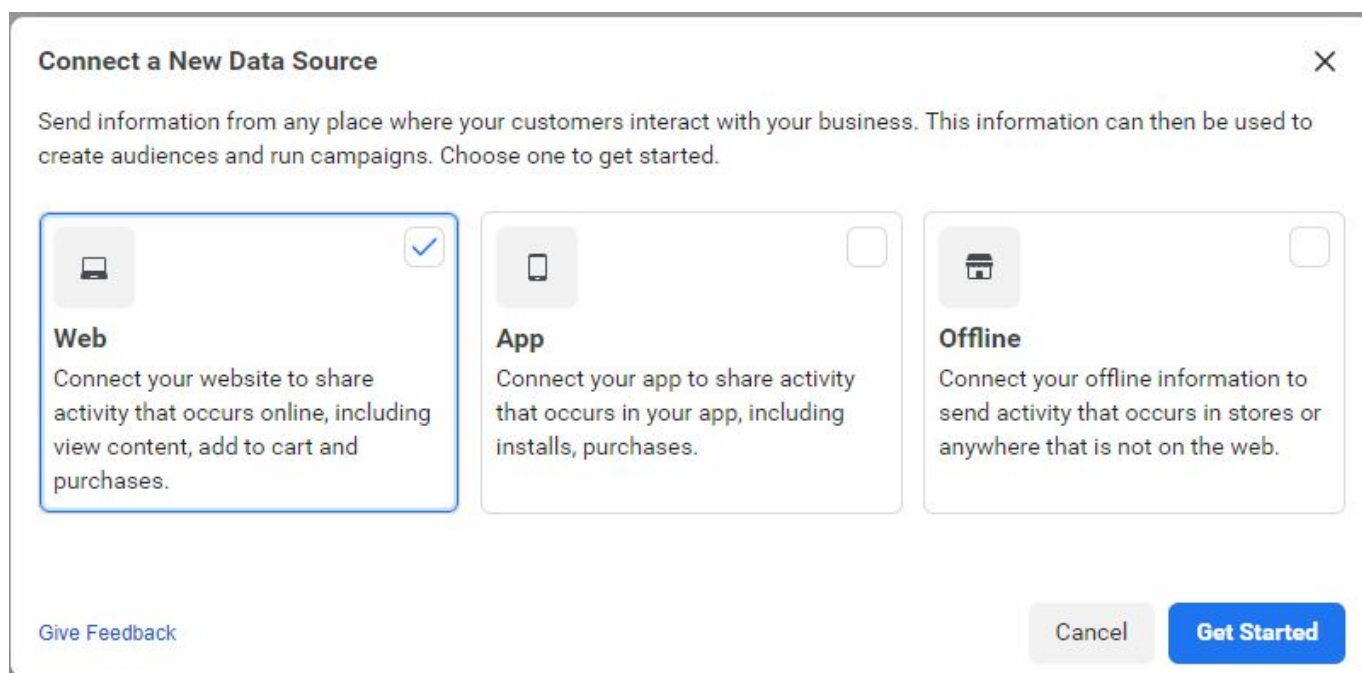 Connect a New Data Source
Send information from any place where your customers interact with your business. This information can then be used to
create audiences and run campaigns. Choose one to get started.
Web
Connect your website to share
activity that occurs online, including
view content, add to cart and
purchases.
App
Connect your app to share activity
that occurs in your app, including
installs, purchases.
Offline
Connect your offline information to
send activity that occurs in stores or
anywhere that is not on the web.
Give Feedback
Cancel
Get Started